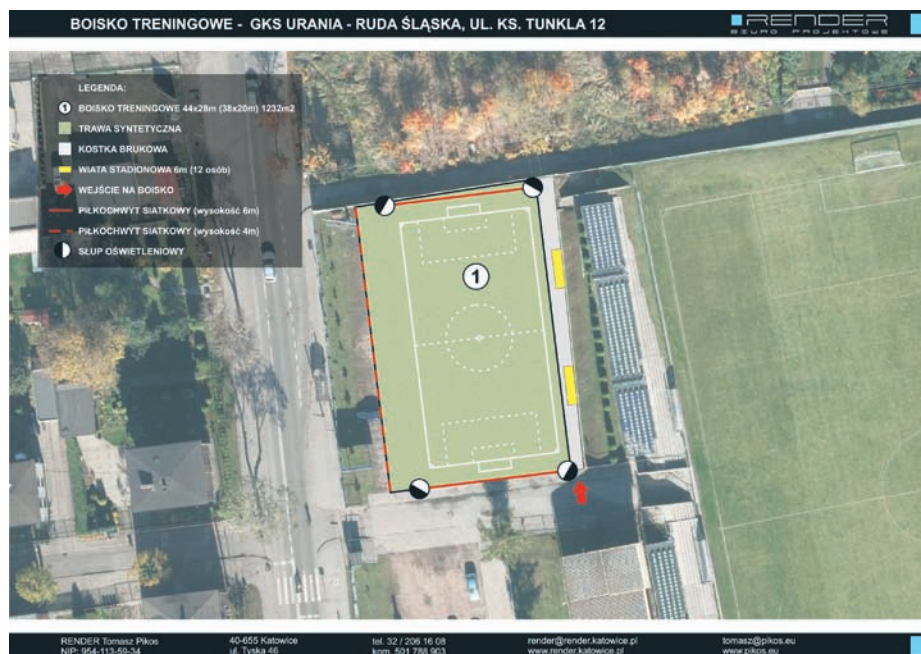 BOISKO TRENINGOWE - GKS URANIA - RUDA ŚLĄSKA, UL. KS. TUNKLA 12
RENDER
BIURO PROJEKTOWE
LEGENDA:
1 BOISKO TRENINGOWE 44x28m (38x20m) 1232m2
TRAWA SYNTETYCZNA
KOSTKA BRUKOWA
WIATA STADIONOWA 6m (12 osób)
WEJŚCIE NA BOISKO
PIŁKOCHWYT SIATKOWY (wysokość 6m)
PIŁKOCHWYT SIATKOWY (wysokość 4m)
SŁUP OŚWIETLENIOWY
1
RENDER Tomasz Pikos 40-655 Katowice tel. 32 / 206 16 08 render@render.katowice.pl tomasz@pikos.eu
NIP: 954-113-59-34 ul. Tyska 46 kom. 501 788 903 www.render.katowice.pl www.pikos.eu